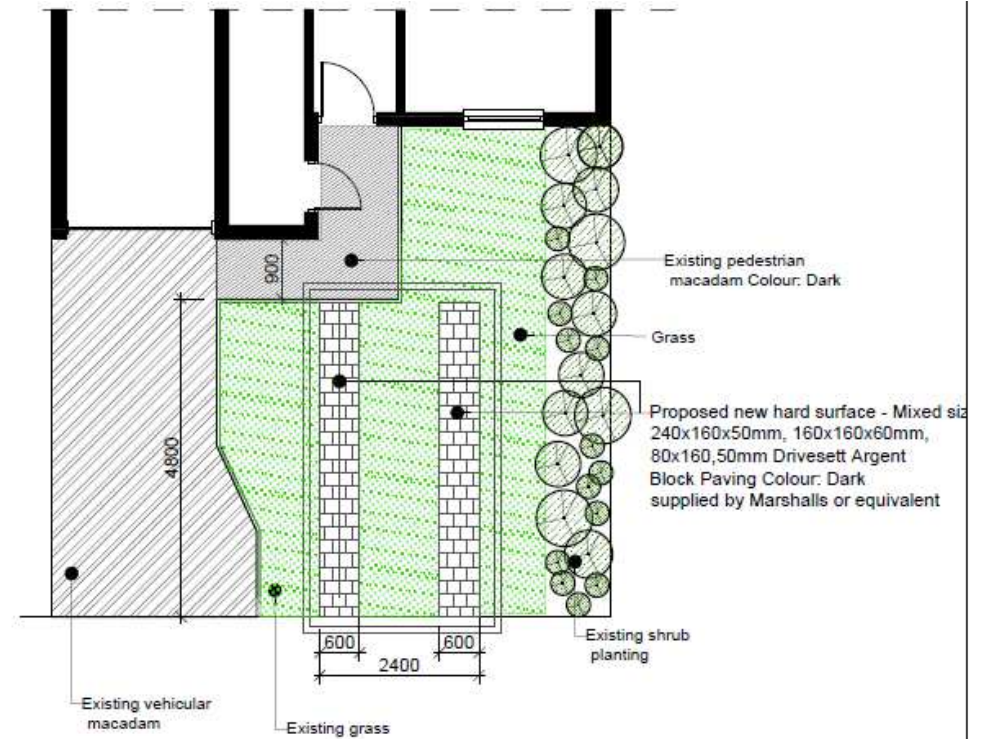 900
Existing pedestrian
macadam Colour: Dark
Grass
Proposed new hard surface - Mixed siz
240x160x50mm, 160x160x60mm,
80x160,50mm Drivesett Argent
Block Paving Colour: Dark
supplied by Marshalls or equivalent
4800
600
600
2400
Existing shrub
planting
Existing vehicular
macadam
Existing grass